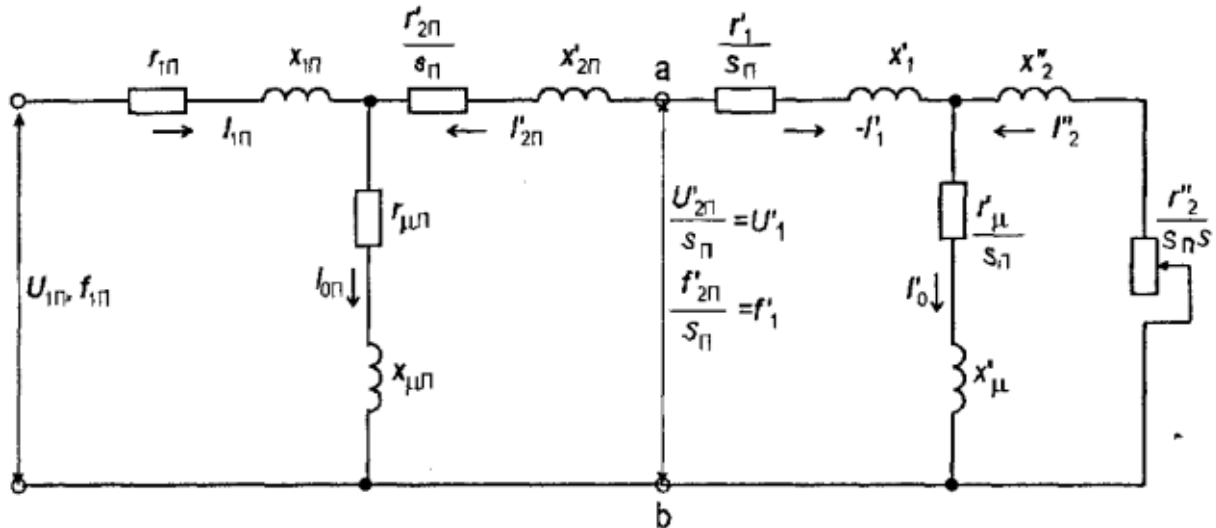 r₁П
x₁П
r'₂П
sП
x'₂П
a
r'₁
sП
x'₁
x"₂
I₁П
I'₂П
-I'₁
I"₂
rμП
U'₂П
sП
=U'₁
r'μ
sП
r"₂
sПs
U₁П, f₁П
I₀П
f'₂П
sП
=f'₁
I'₀
xμП
x'μ
b